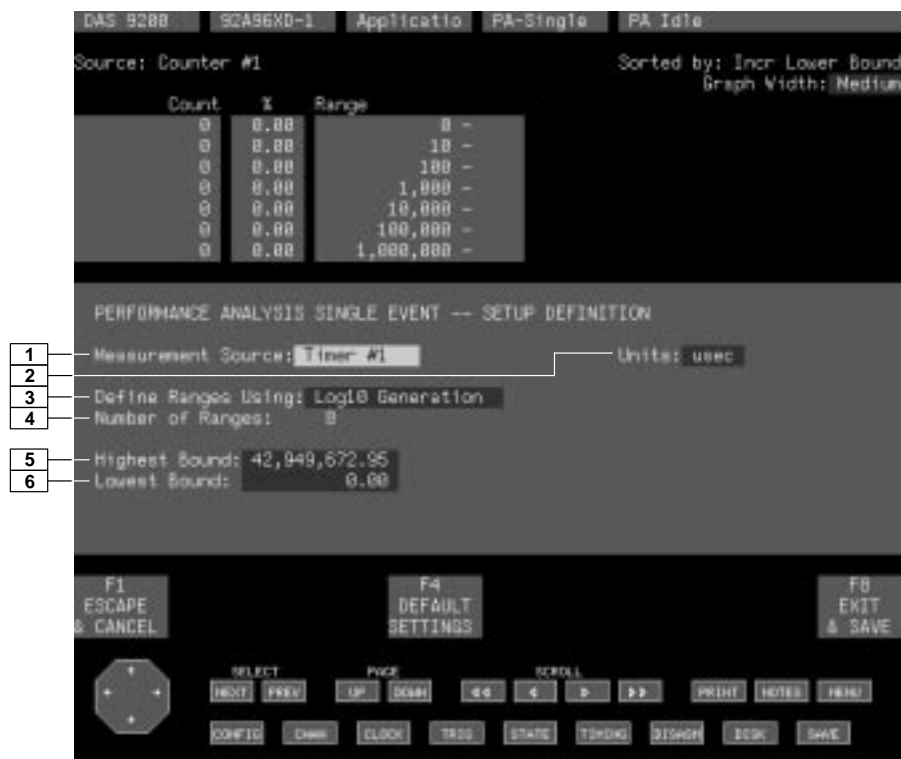 DAS 9200 92A96XD-1 Applicatio PA-Single PA Idle
Source: Counter #1 Sorted by: Incr Lower Bound
Graph Width: Medium
Count % Range
0 0.00 0 -
0 0.00 10 -
0 0.00 100 -
0 0.00 1,000 -
0 0.00 10,000 -
0 0.00 100,000 -
0 0.00 1,000,000 -
PERFORMANCE ANALYSIS SINGLE EVENT -- SETUP DEFINITION
1 Measurement Source: Timer #1 Units: usec
2
3 Define Ranges Using: Log10 Generation
4 Number of Ranges:
5 Highest Bound: 42,949,672.95
6 Lowest Bound: 0.00
F1 F4 F8
ESCAPE DEFAULT EXIT
& CANCEL SETTINGS & SAVE
SELECT PAGE SCROLL
NEXT PREV UP DOWN PRINT NOTES MENU
CONFIG CHAN CLOCK TRIG STATE TIMING DISASM DISK SAVE